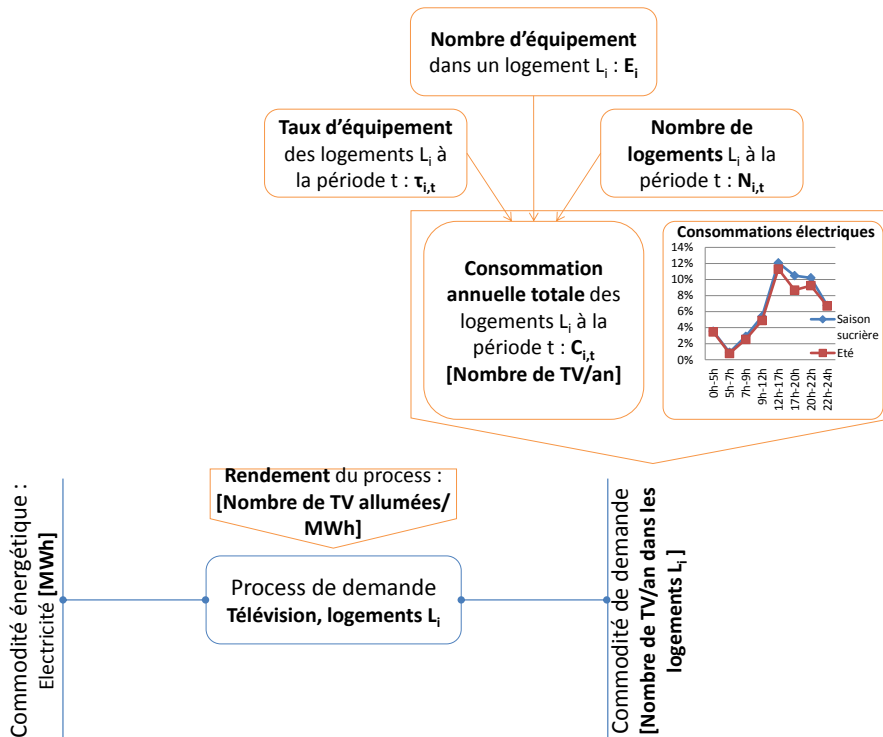 Nombre d’équipement
dans un logement Li : Ei
Taux d’équipement
des logements Li à
la période t : τi,t
Nombre de
logements Li à la
période t : Ni,t
Consommation
annuelle totale des
logements Li à la
période t : Ci,t
[Nombre de TV/an]
Consommations électriques
14%
12%
10%
8%
6%
4%
2%
0%
0h-5h
5h-7h
7h-9h
9h-12h
12h-17h
17h-20h
20h-22h
22h-24h
Saison
sucrière
Eté
Rendement du process :
[Nombre de TV allumées/
MWh]
Commodité énergétique :
Electricité [MWh]
Process de demande
Télévision, logements Li
Commodité de demande
[Nombre de TV/an dans les
logements Li ]